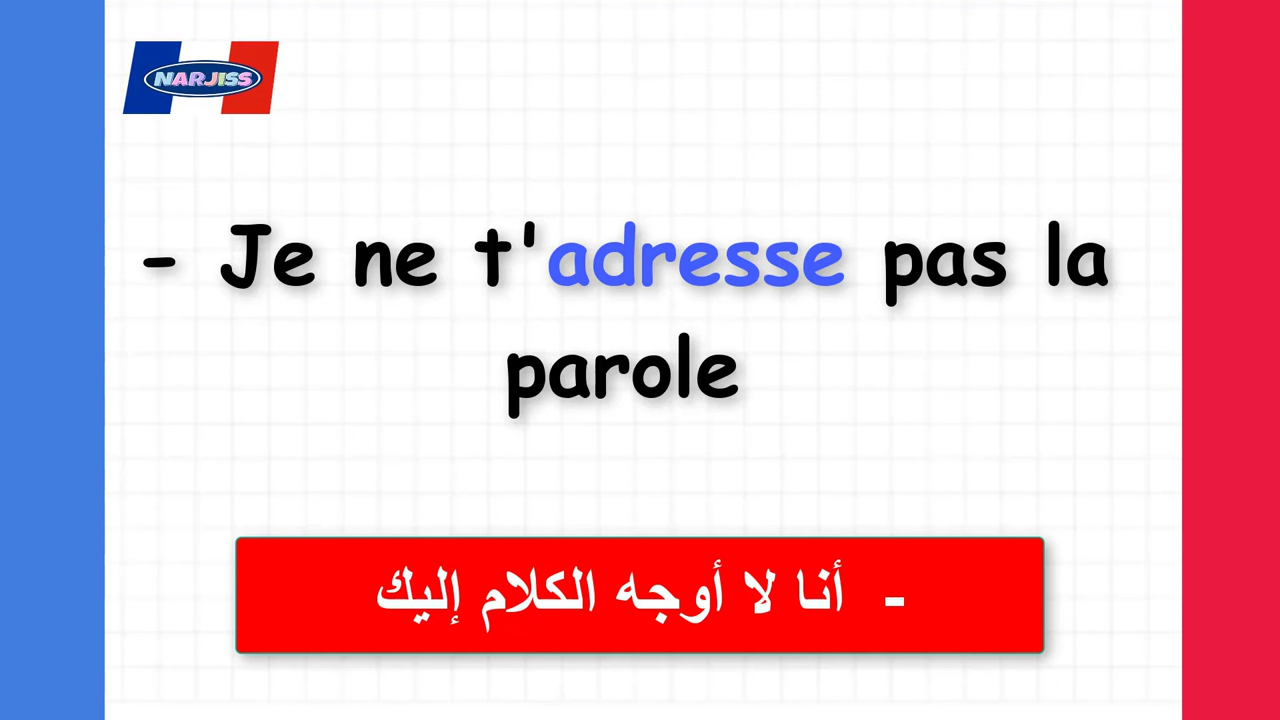 NARJISS
- Je ne t'adresse pas la
parole
- أنا لا أوجه الكلام إليك